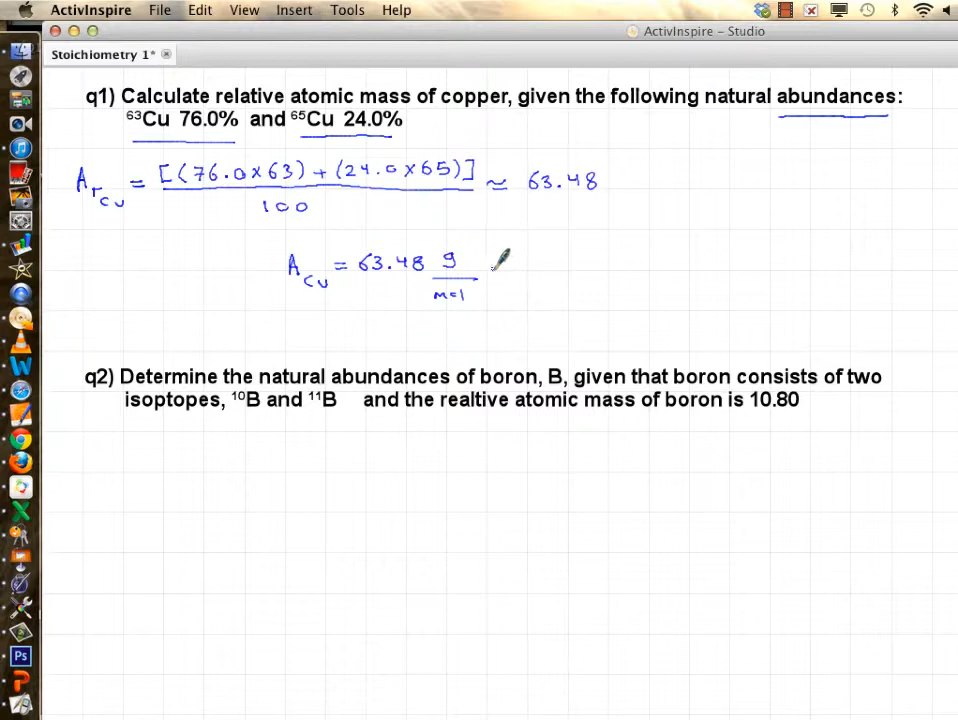 ActivInspire File Edit View Insert Tools Help
ActivInspire – Studio
Stoichiometry 1*
q1) Calculate relative atomic mass of copper, given the following natural abundances:
⁶³Cu 76.0% and ⁶⁵Cu 24.0%
Ar Cu = [(76.0×63) + (24.0×65)] ≃ 63.48
100
A Cu = 63.48 g
mol
q2) Determine the natural abundances of boron, B, given that boron consists of two
isoptopes, ¹⁰B and ¹¹B and the realtive atomic mass of boron is 10.80
W
X
Ps
P